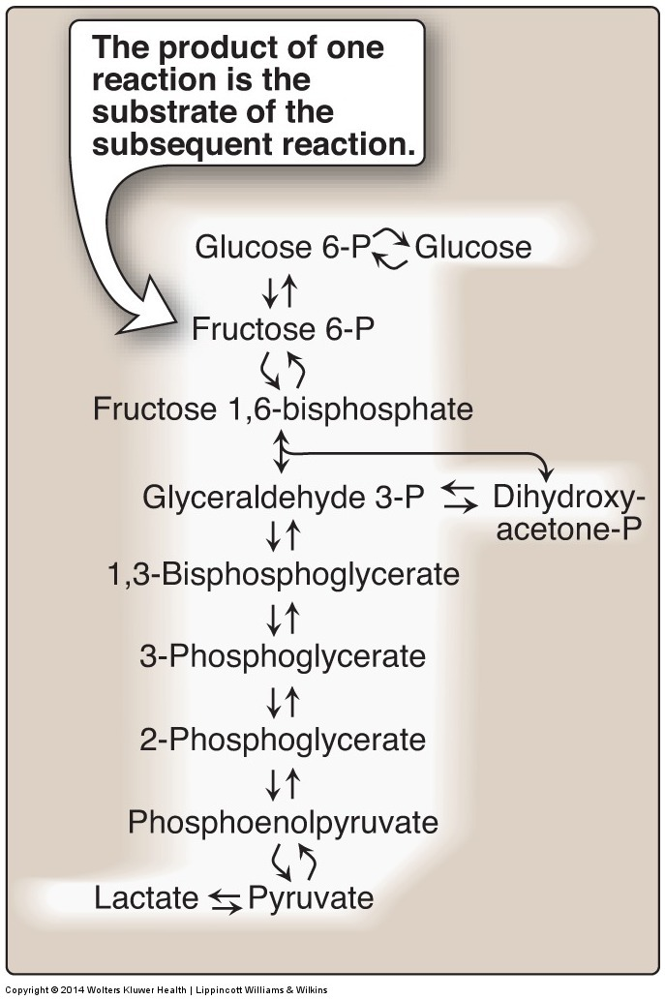 The product of one
reaction is the
substrate of the
subsequent reaction.
Glucose 6-P Glucose
Fructose 6-P
Fructose 1,6-bisphosphate
Glyceraldehyde 3-P Dihydroxy-
acetone-P
1,3-Bisphosphoglycerate
3-Phosphoglycerate
2-Phosphoglycerate
Phosphoenolpyruvate
Lactate Pyruvate
Copyright © 2014 Wolters Kluwer Health | Lippincott Williams & Wilkins